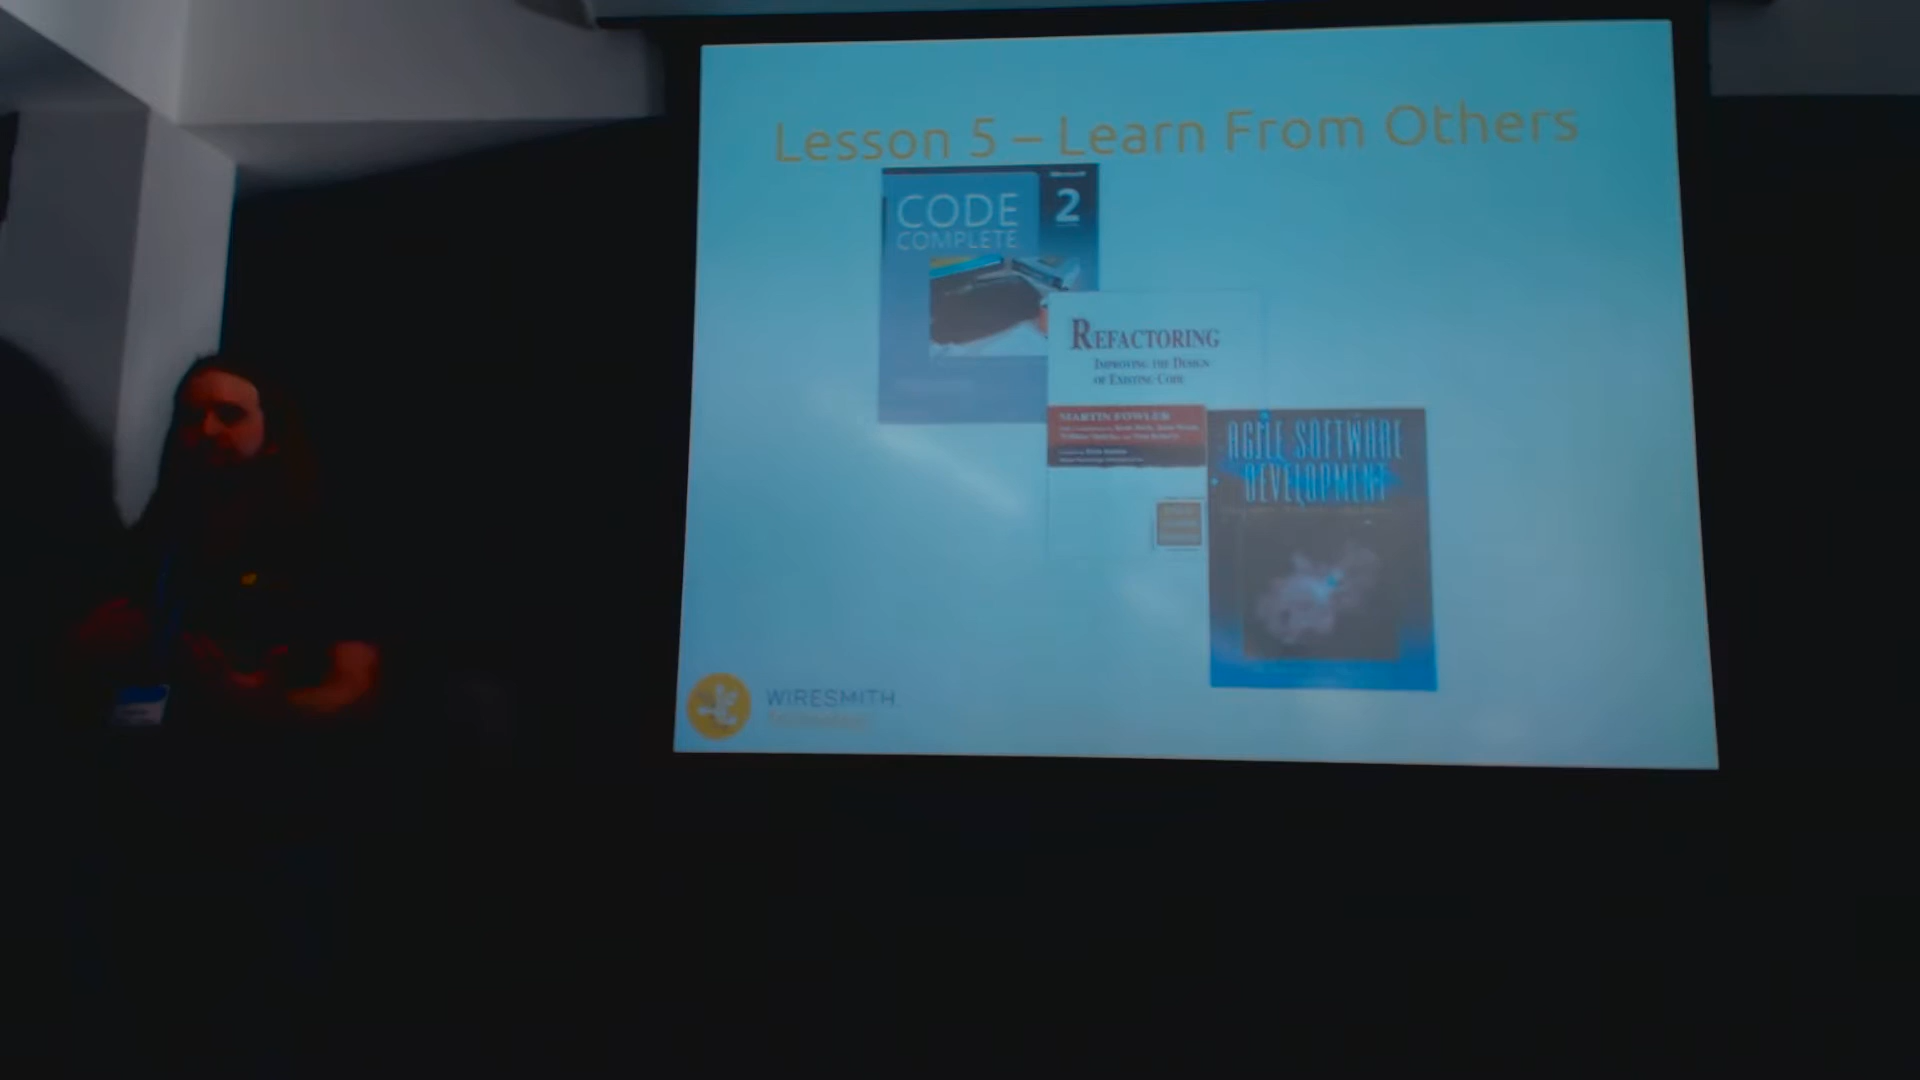 Lesson 5 – Learn From Others
CODE
COMPLETE
Microsoft
2
REFACTORING
IMPROVING THE DESIGN
OF EXISTING CODE
MARTIN FOWLER
AGILE SOFTWARE
DEVELOPMENT
WIRESMITH